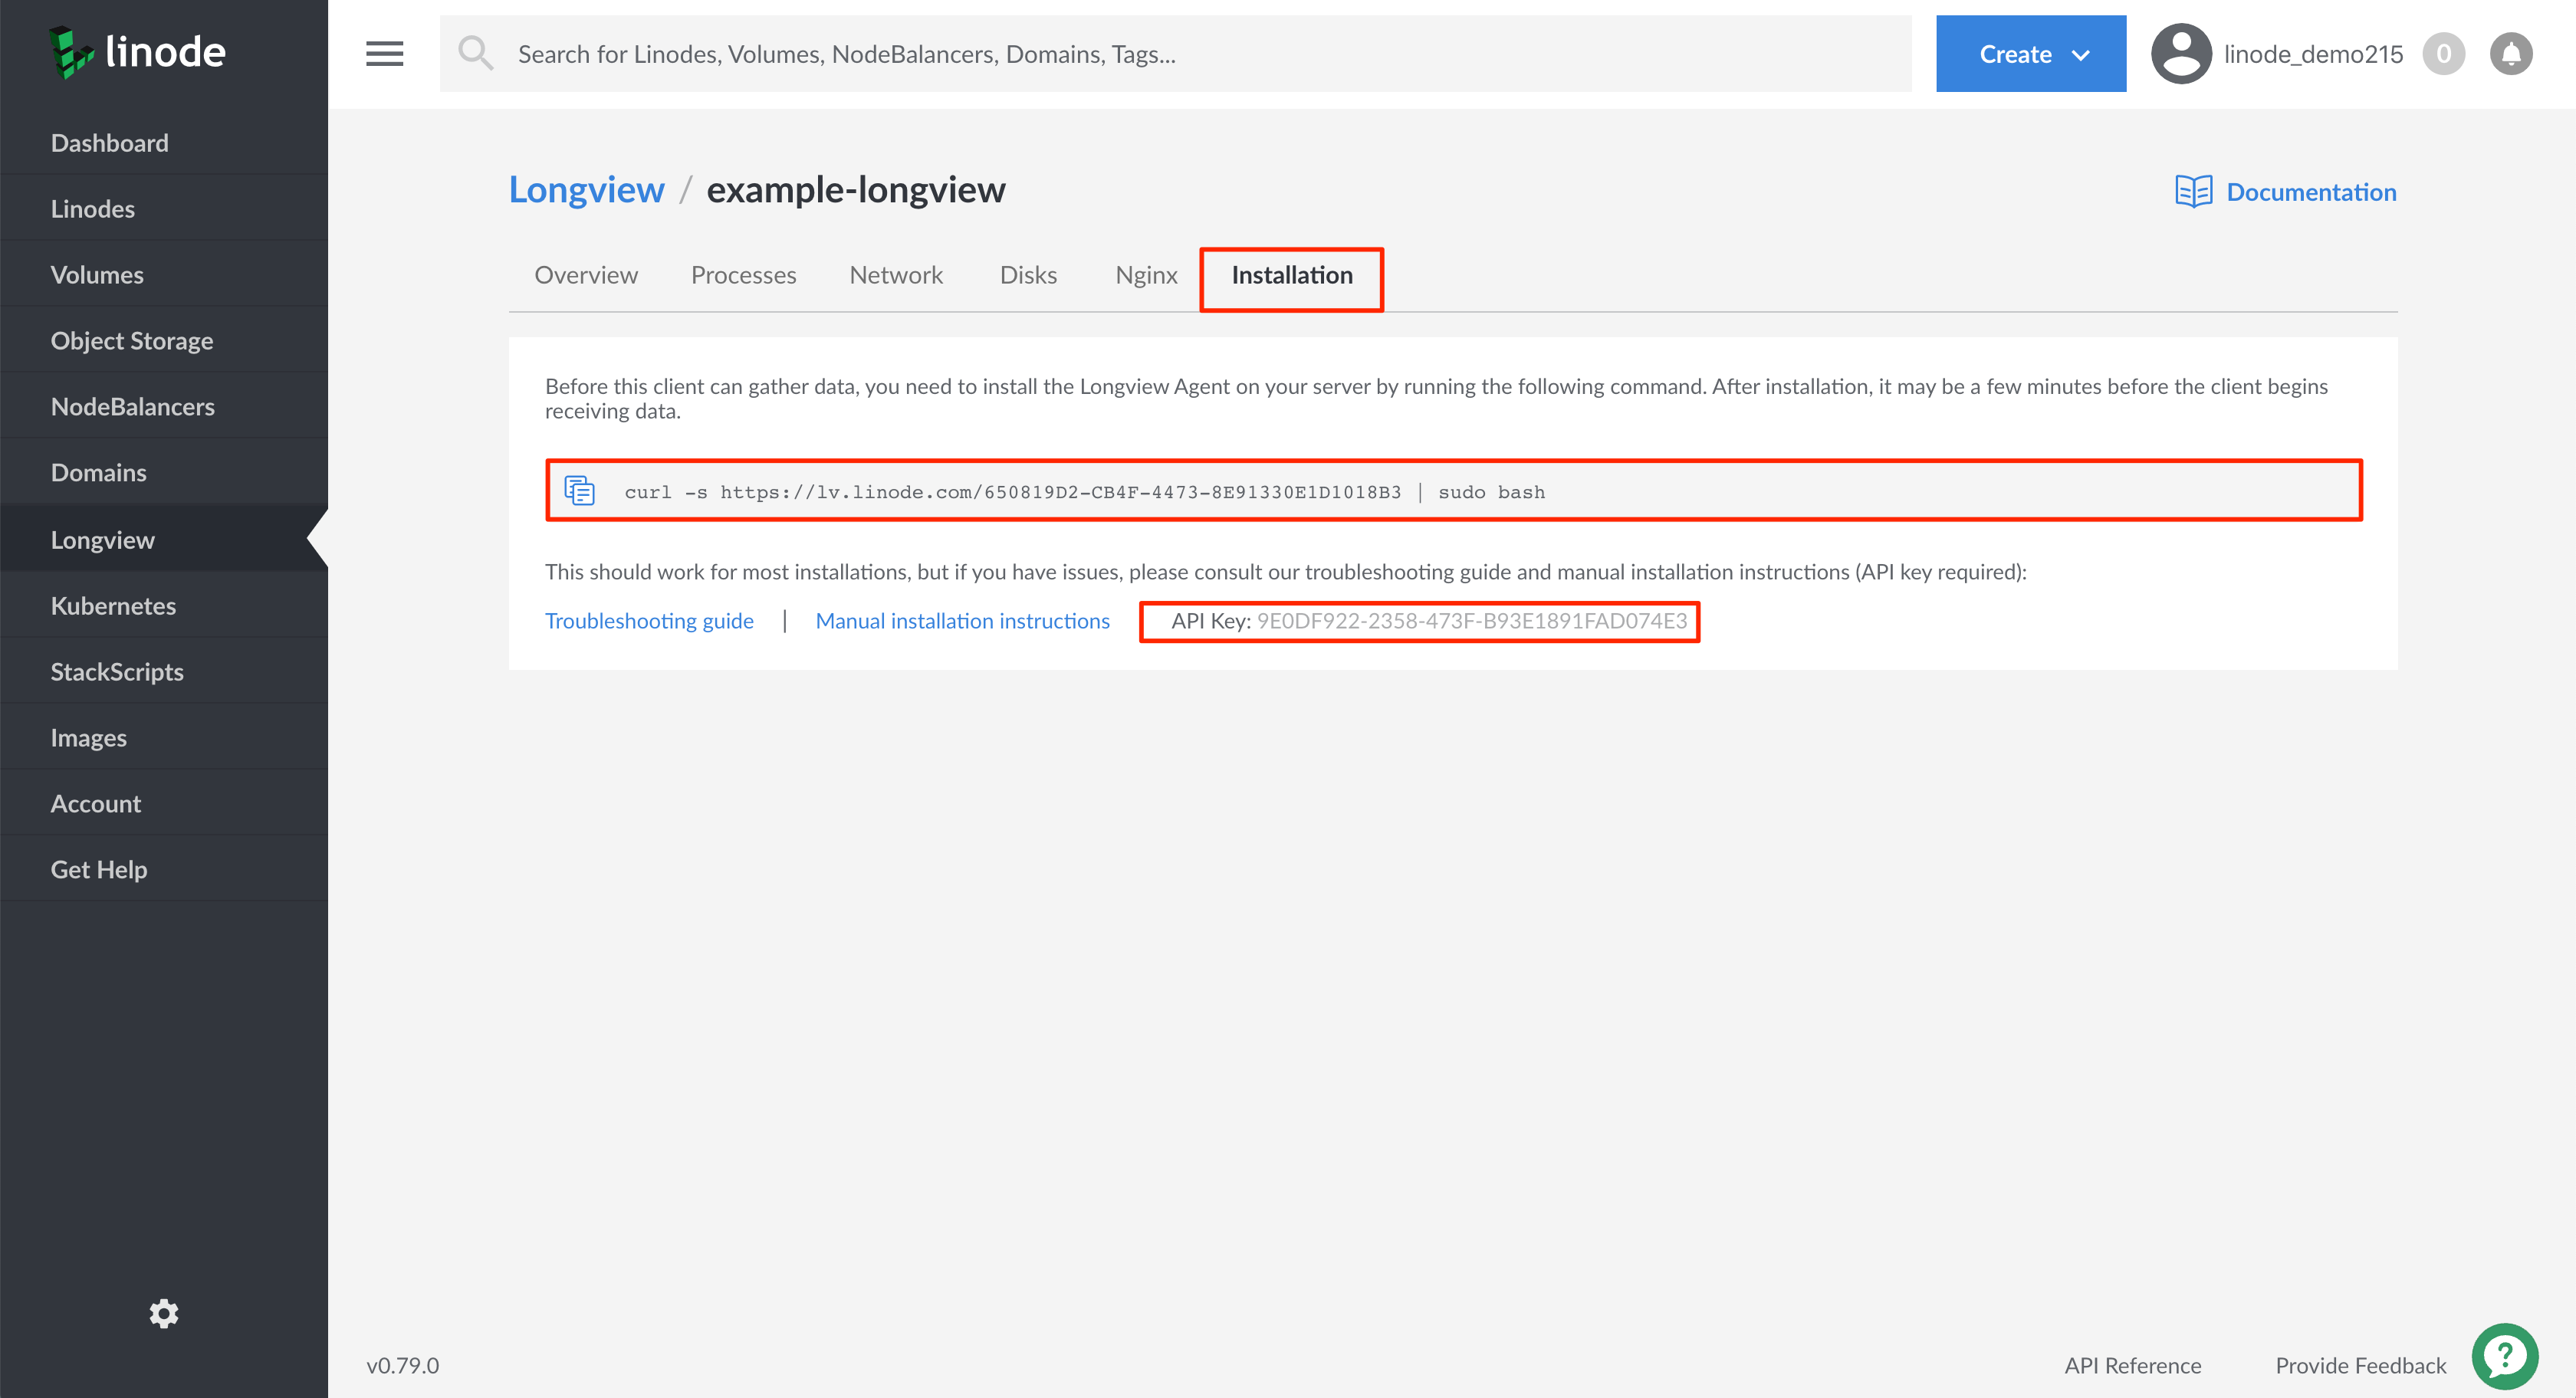 linode
Search for Linodes, Volumes, NodeBalancers, Domains, Tags...
Create
linode_demo215
0
Dashboard
Linodes
Volumes
Object Storage
NodeBalancers
Domains
Longview
Kubernetes
StackScripts
Images
Account
Get Help
Longview / example-longview
Documentation
Overview
Processes
Network
Disks
Nginx
Installation
Before this client can gather data, you need to install the Longview Agent on your server by running the following command. After installation, it may be a few minutes before the client begins
receiving data.
curl -s https://lv.linode.com/650819D2-CB4F-4473-8E91330E1D1018B3 | sudo bash
This should work for most installations, but if you have issues, please consult our troubleshooting guide and manual installation instructions (API key required):
Troubleshooting guide | Manual installation instructions API Key: 9E0DF922-2358-473F-B93E1891FAD074E3
v0.79.0
API Reference
Provide Feedback
?